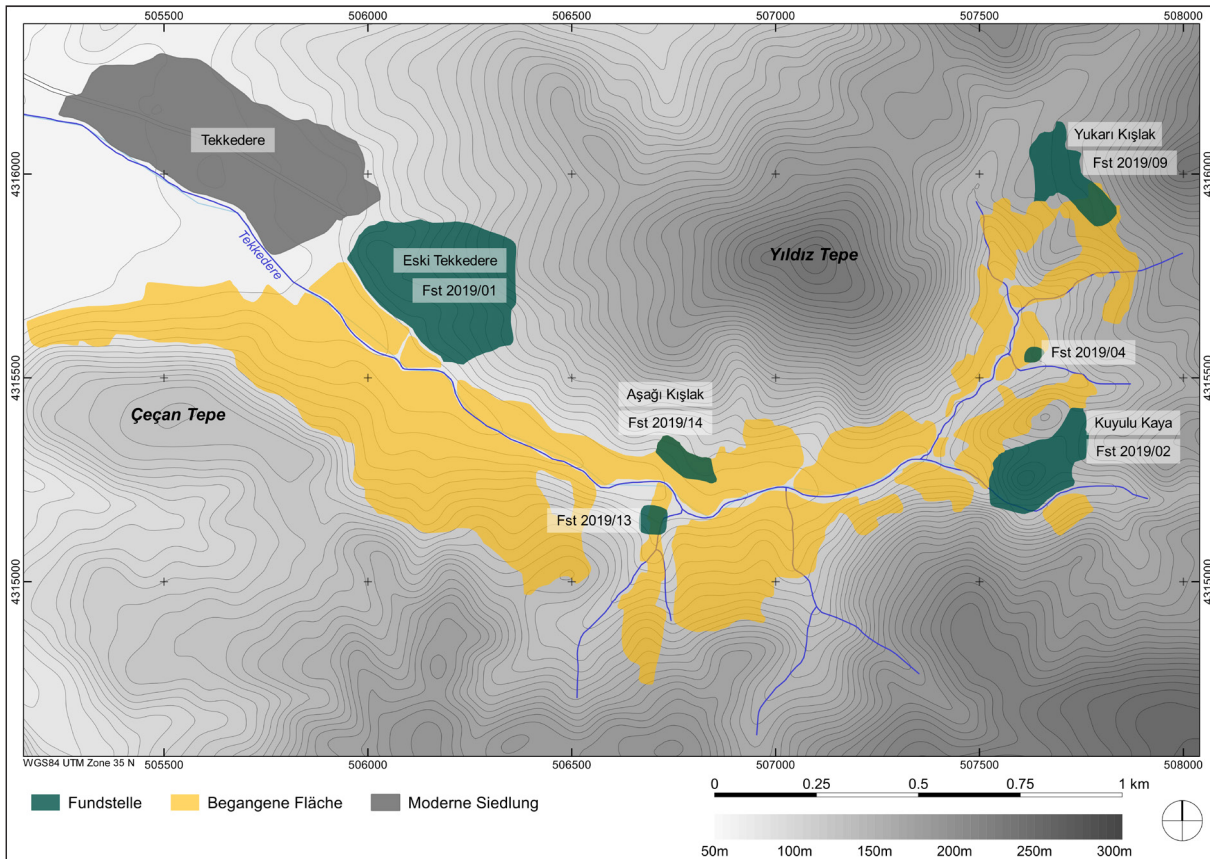 505500 506000 506500 507000 507500 508000
4316000
4316000
Tekkedere
Yukarı Kışlak
Fst 2019/09
Tekkedere
Eski Tekkedere
Fst 2019/01
Yıldız Tepe
4315500
4315500
Fst 2019/04
Çeçan Tepe
Aşağı Kışlak
Fst 2019/14
Kuyulu Kaya
Fst 2019/02
Fst 2019/13
4315000
4315000
WGS84 UTM Zone 35 N
505500 506000 506500 507000 507500 508000
Fundstelle
Begangene Fläche
Moderne Siedlung
0 0.25 0.5 0.75 1 km
50m 100m 150m 200m 250m 300m